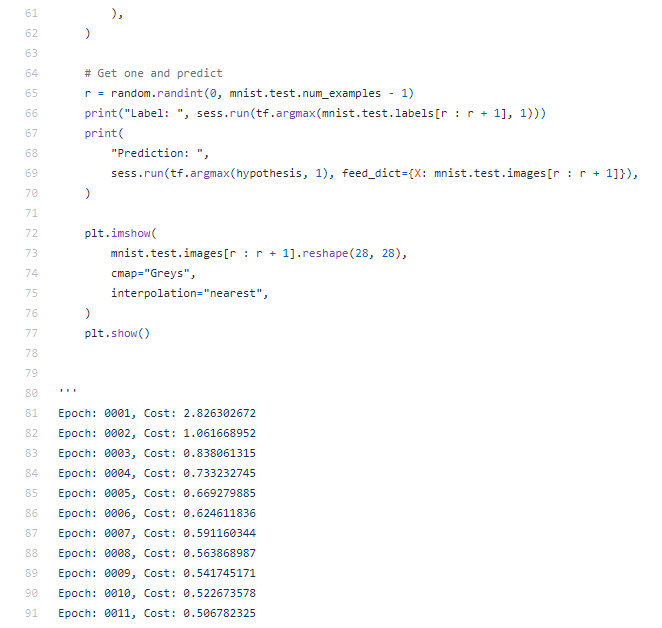 61         ),
62     )
63
64     # Get one and predict
65     r = random.randint(0, mnist.test.num_examples - 1)
66     print("Label: ", sess.run(tf.argmax(mnist.test.labels[r : r + 1], 1)))
67     print(
68         "Prediction: ",
69         sess.run(tf.argmax(hypothesis, 1), feed_dict={X: mnist.test.images[r : r + 1]}),
70     )
71
72     plt.imshow(
73         mnist.test.images[r : r + 1].reshape(28, 28),
74         cmap="Greys",
75         interpolation="nearest",
76     )
77     plt.show()
78
79
80 '''
81 Epoch: 0001, Cost: 2.826302672
82 Epoch: 0002, Cost: 1.061668952
83 Epoch: 0003, Cost: 0.838061315
84 Epoch: 0004, Cost: 0.733232745
85 Epoch: 0005, Cost: 0.669279885
86 Epoch: 0006, Cost: 0.624611836
87 Epoch: 0007, Cost: 0.591160344
88 Epoch: 0008, Cost: 0.563868987
89 Epoch: 0009, Cost: 0.541745171
90 Epoch: 0010, Cost: 0.522673578
91 Epoch: 0011, Cost: 0.506782325